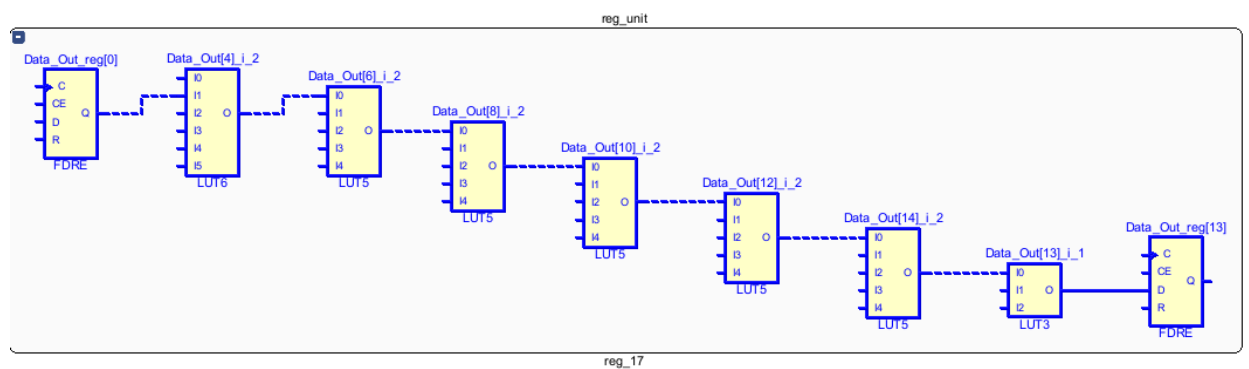 reg_unit
Data_Out_reg[0]
C
CE
D
R
Q
FDRE
Data_Out[4]_i_2
I0
I1
I2
I3
I4
I5
O
LUT6
Data_Out[6]_i_2
I0
I1
I2
I3
I4
O
LUT5
Data_Out[8]_i_2
I0
I1
I2
I3
I4
O
LUT5
Data_Out[10]_i_2
I0
I1
I2
I3
I4
O
LUT5
Data_Out[12]_i_2
I0
I1
I2
I3
I4
O
LUT5
Data_Out[14]_i_2
I0
I1
I2
I3
I4
O
LUT5
Data_Out[13]_i_1
I0
I1
I2
O
LUT3
Data_Out_reg[13]
C
CE
D
R
Q
FDRE
reg_17